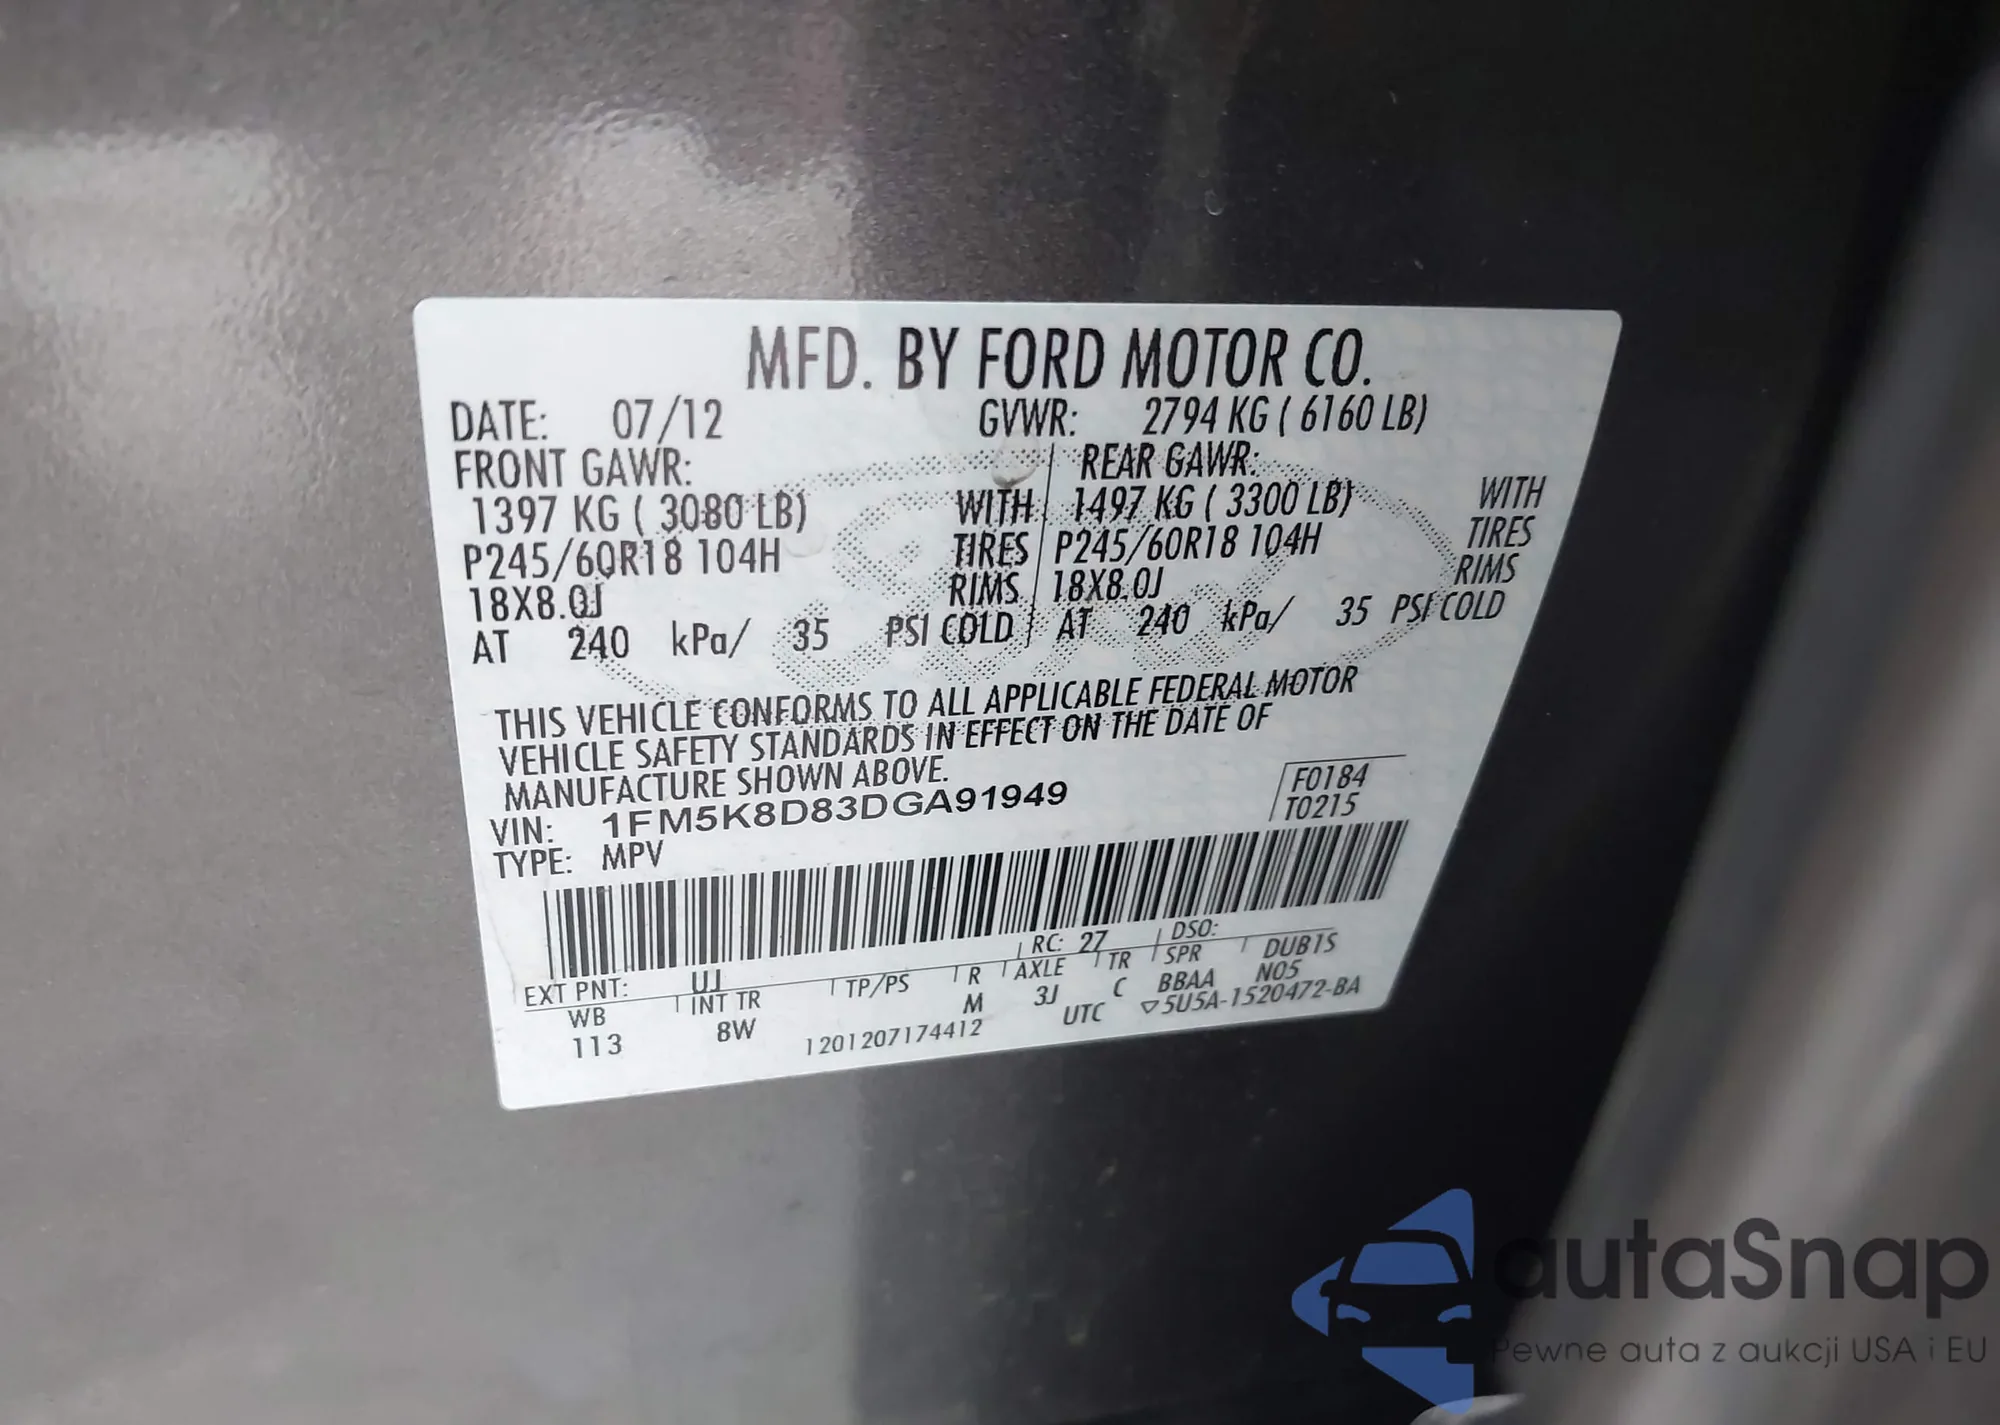 MFD. BY FORD MOTOR CO.
DATE: 07/12 GVWR: 2794 KG ( 6160 LB)
FRONT GAWR: REAR GAWR:
1397 KG ( 3080 LB) WITH 1497 KG ( 3300 LB) WITH
P245/60R18 104H TIRES P245/60R18 104H TIRES
18X8.0J RIMS 18X8.0J RIMS
AT 240 kPa/ 35 PSI COLD AT 240 kPa/ 35 PSI COLD
THIS VEHICLE CONFORMS TO ALL APPLICABLE FEDERAL MOTOR
VEHICLE SAFETY STANDARDS IN EFFECT ON THE DATE OF
MANUFACTURE SHOWN ABOVE.
VIN: 1FM5K8D83DGA91949 F0184
TYPE: MPV T0215
EXT PNT: UJ RC: 27 DSO:
WB INT TR TP/PS R AXLE TR SPR DUB1S
113 8W M 3J C BBAA N05
1201207174412 UTC ▽5U5A-1520472-BA
autaSnap
Pewne auta z aukcji USA i EU